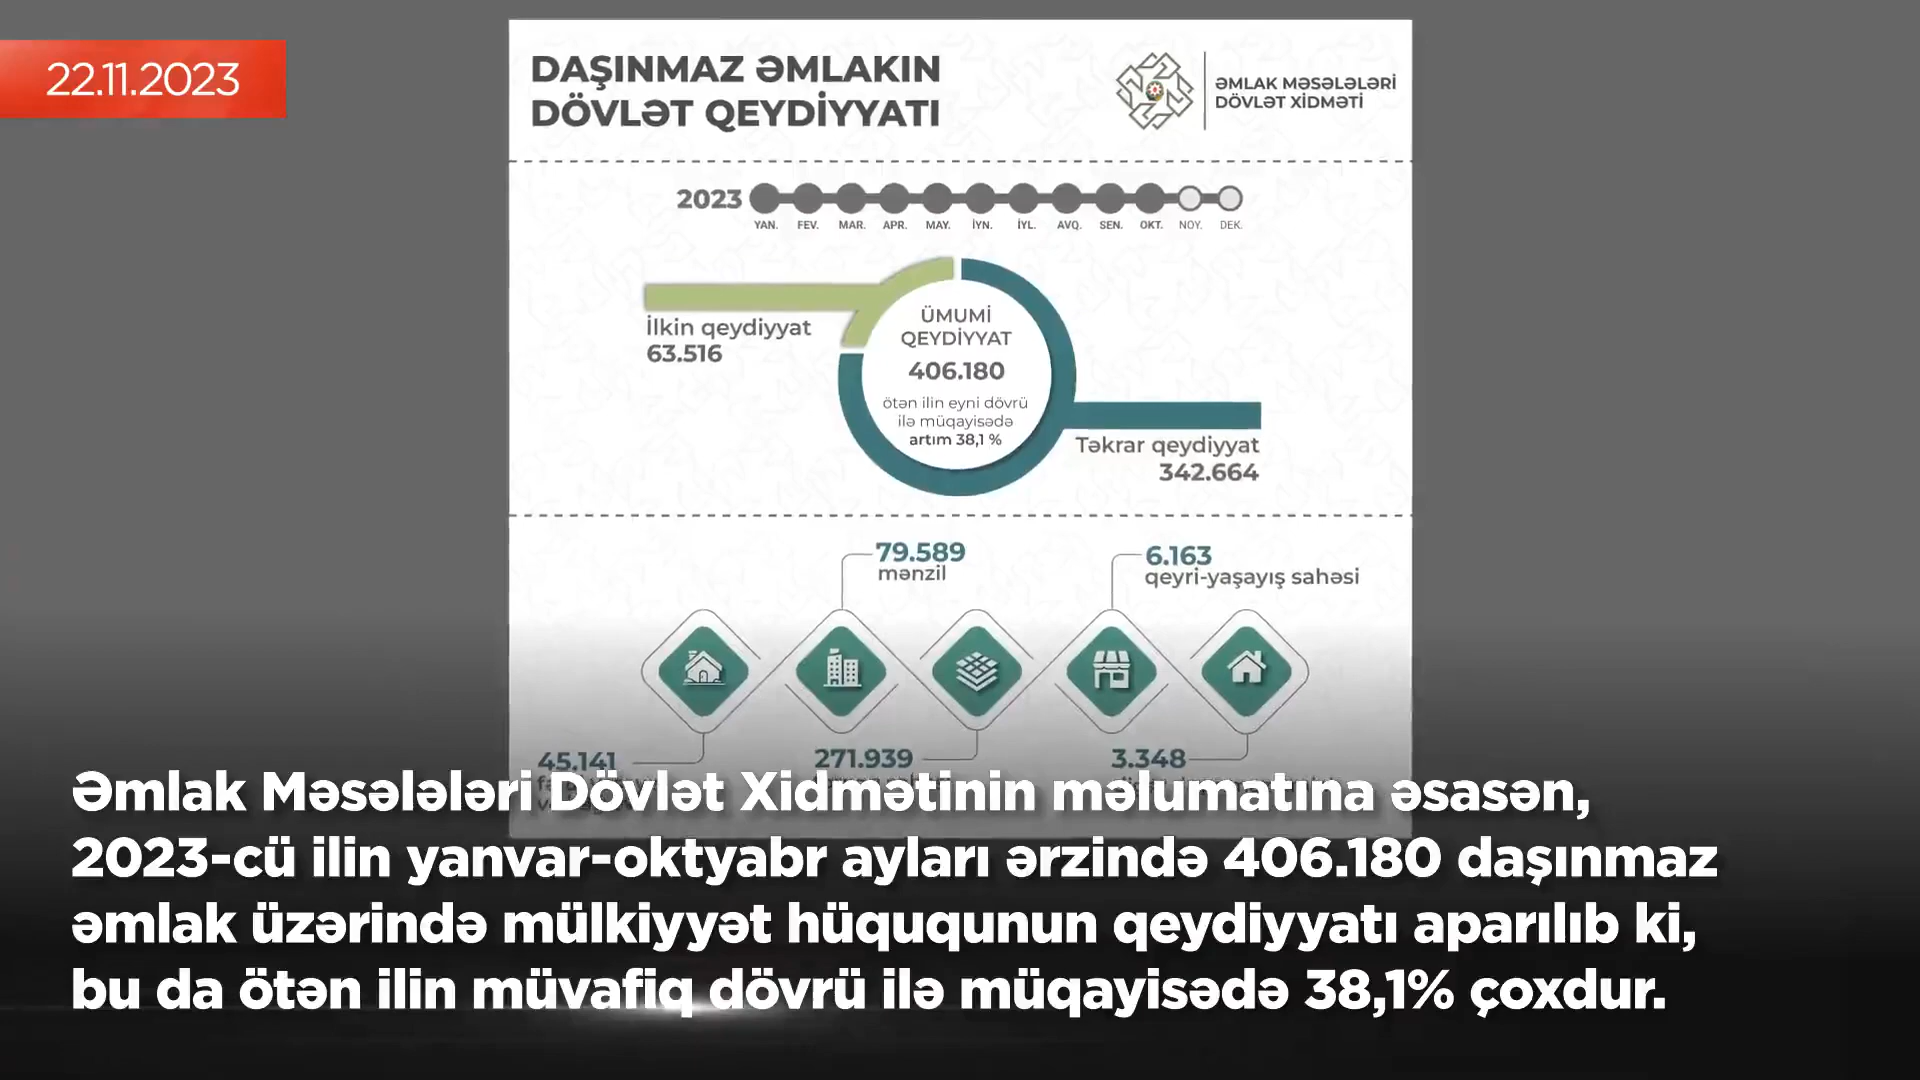 22.11.2023
DAŞINMAZ ƏMLAKIN
DÖVLƏT QEYDİYYATI
ƏMLAK MƏSƏLƏLƏRİ
DÖVLƏT XİDMƏTİ
2023
YAN. FEV. MAR. APR. MAY. İYN. İYL. AVQ. SEN. OKT. NOY. DEK.
İlkin qeydiyyat
63.516
ÜMUMİ
QEYDİYYAT
406.180
ötən ilin eyni dövrü
ilə müqayisədə
artım 38,1 %
Təkrar qeydiyyat
342.664
79.589
mənzil
6.163
qeyri-yaşayış sahəsi
45.141
271.939
3.348
Əmlak Məsələləri Dövlət Xidmətinin məlumatına əsasən,
2023-cü ilin yanvar-oktyabr ayları ərzində 406.180 daşınmaz
əmlak üzərində mülkiyyət hüququnun qeydiyyatı aparılıb ki,
bu da ötən ilin müvafiq dövrü ilə müqayisədə 38,1% çoxdur.